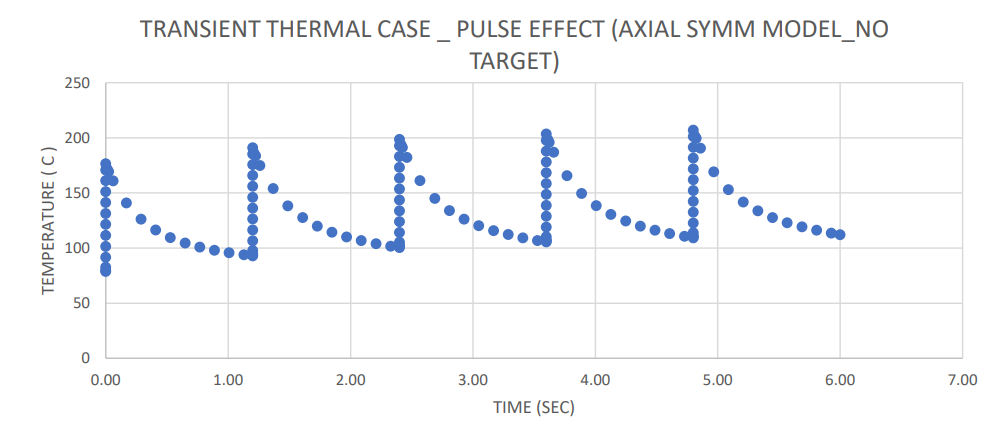 TRANSIENT THERMAL CASE _ PULSE EFFECT (AXIAL SYMM MODEL_NO
TARGET)
250
200
150
100
50
0
TEMPERATURE ( C )
0.00 1.00 2.00 3.00 4.00 5.00 6.00 7.00
TIME (SEC)